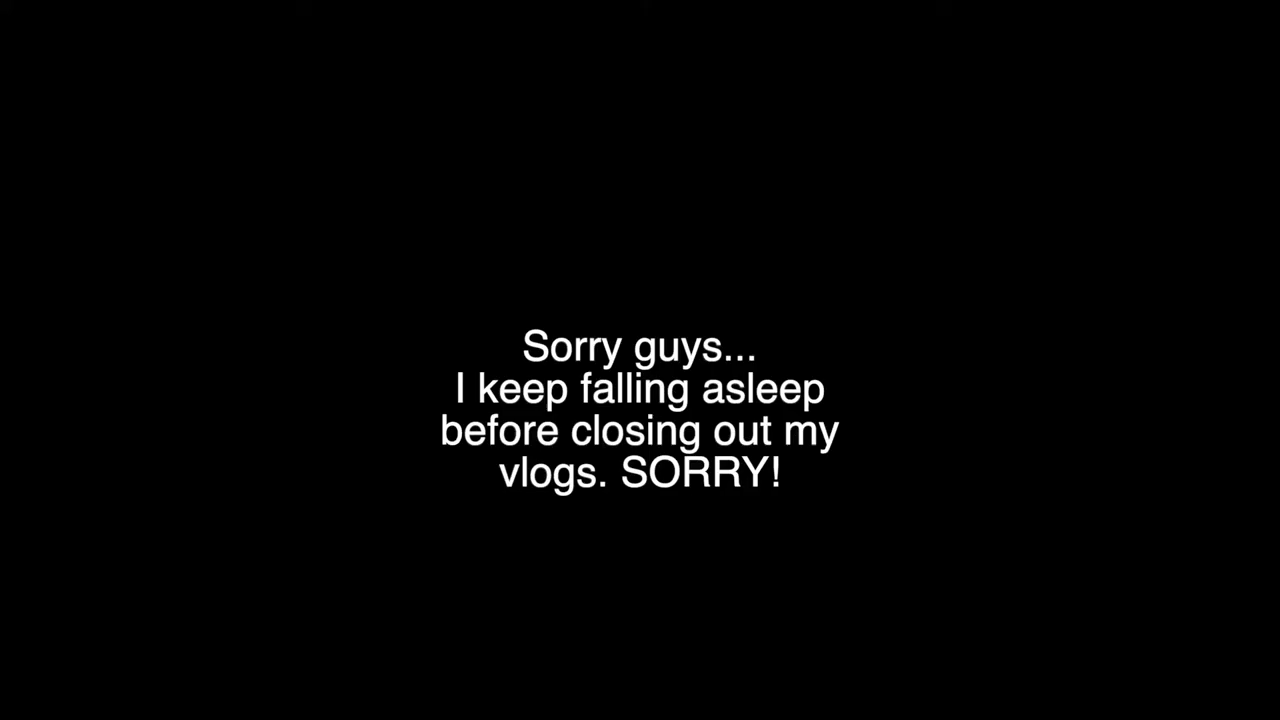 Sorry guys...
I keep falling asleep
before closing out my
vlogs. SORRY!